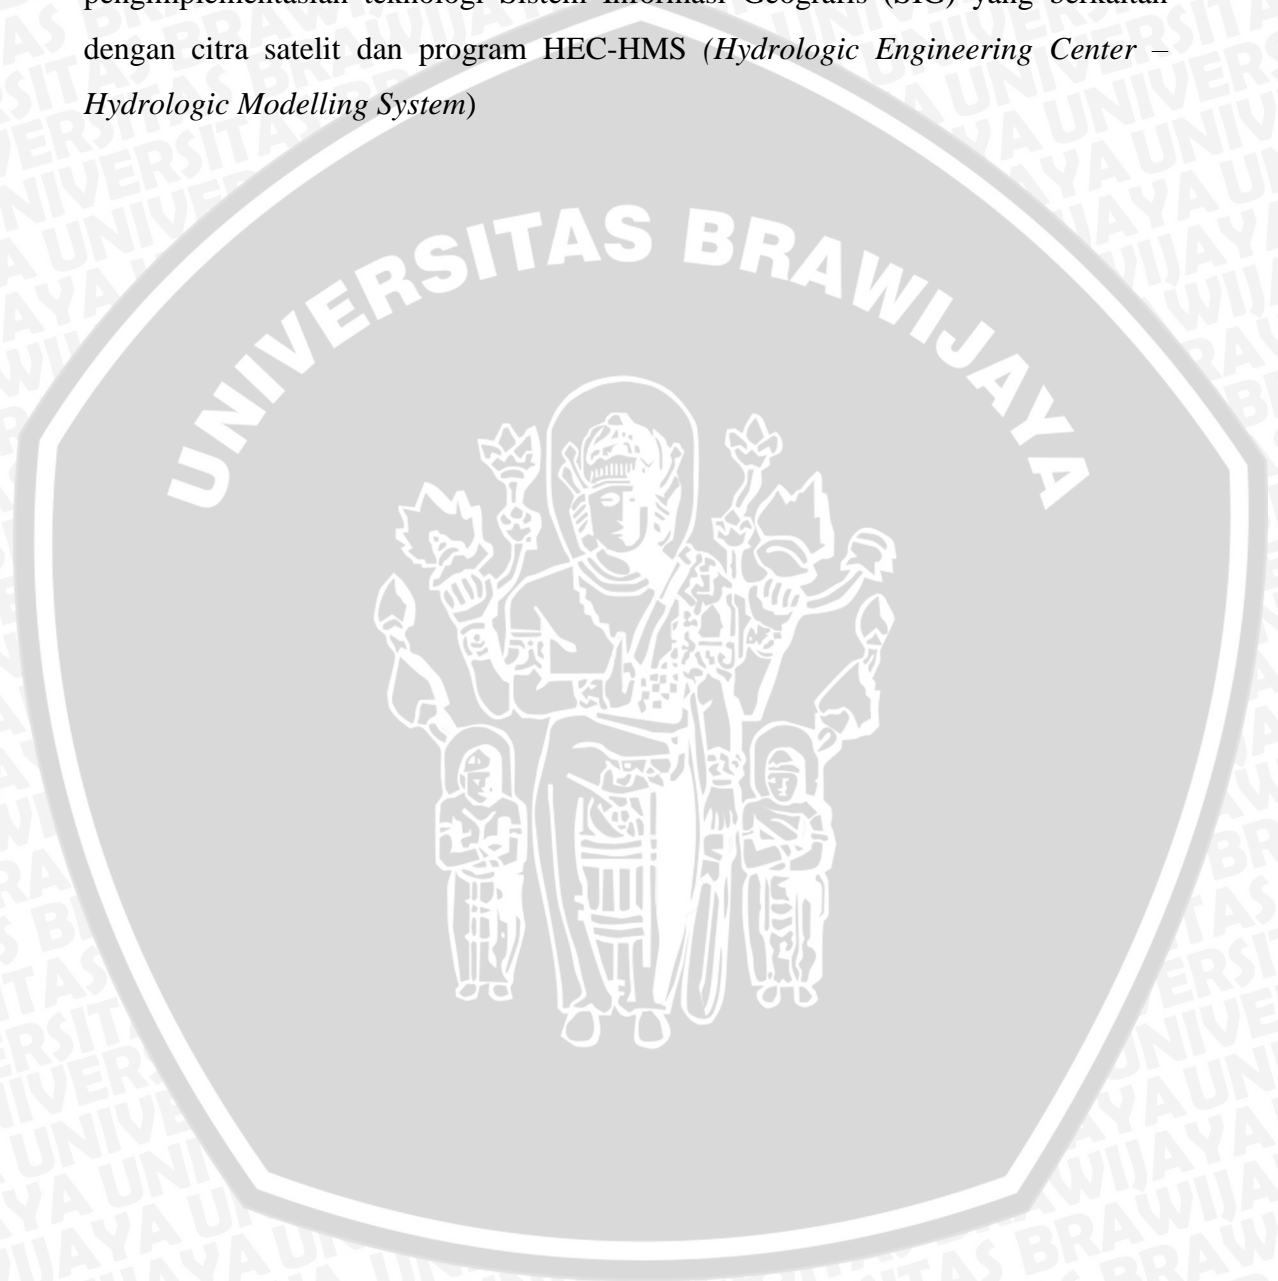 pengimplementasian teknologi Sistem Informasi Geografis (SIG) yang berkaitan
dengan citra satelit dan program HEC-HMS (Hydrologic Engineering Center –
Hydrologic Modelling System)
UNIVERSITAS BRAWIJAYA